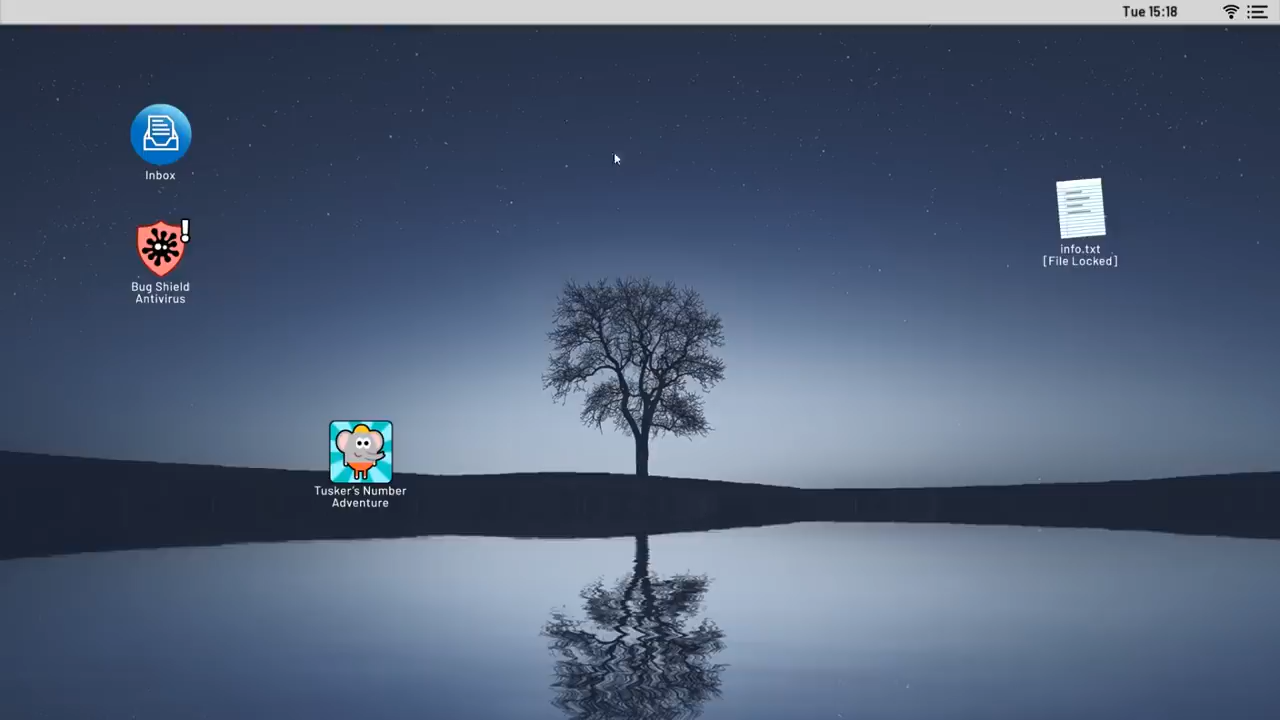 Tue 15:18
Inbox
info.txt
[File Locked]
Bug Shield
Antivirus
Tusker's Number
Adventure